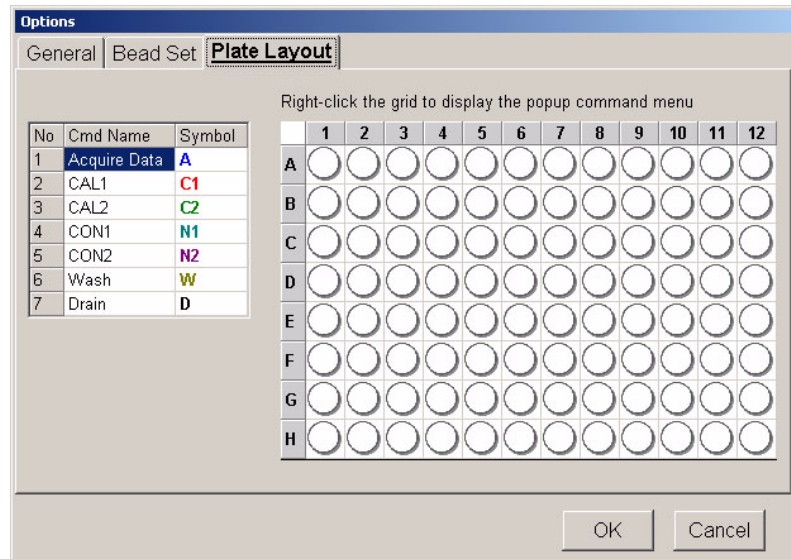 Options
General Bead Set Plate Layout
Right-click the grid to display the popup command menu
No Cmd Name Symbol
1 Acquire Data A
2 CAL1 C1
3 CAL2 C2
4 CON1 N1
5 CON2 N2
6 Wash W
7 Drain D
1 2 3 4 5 6 7 8 9 10 11 12
A
B
C
D
E
F
G
H
OK Cancel